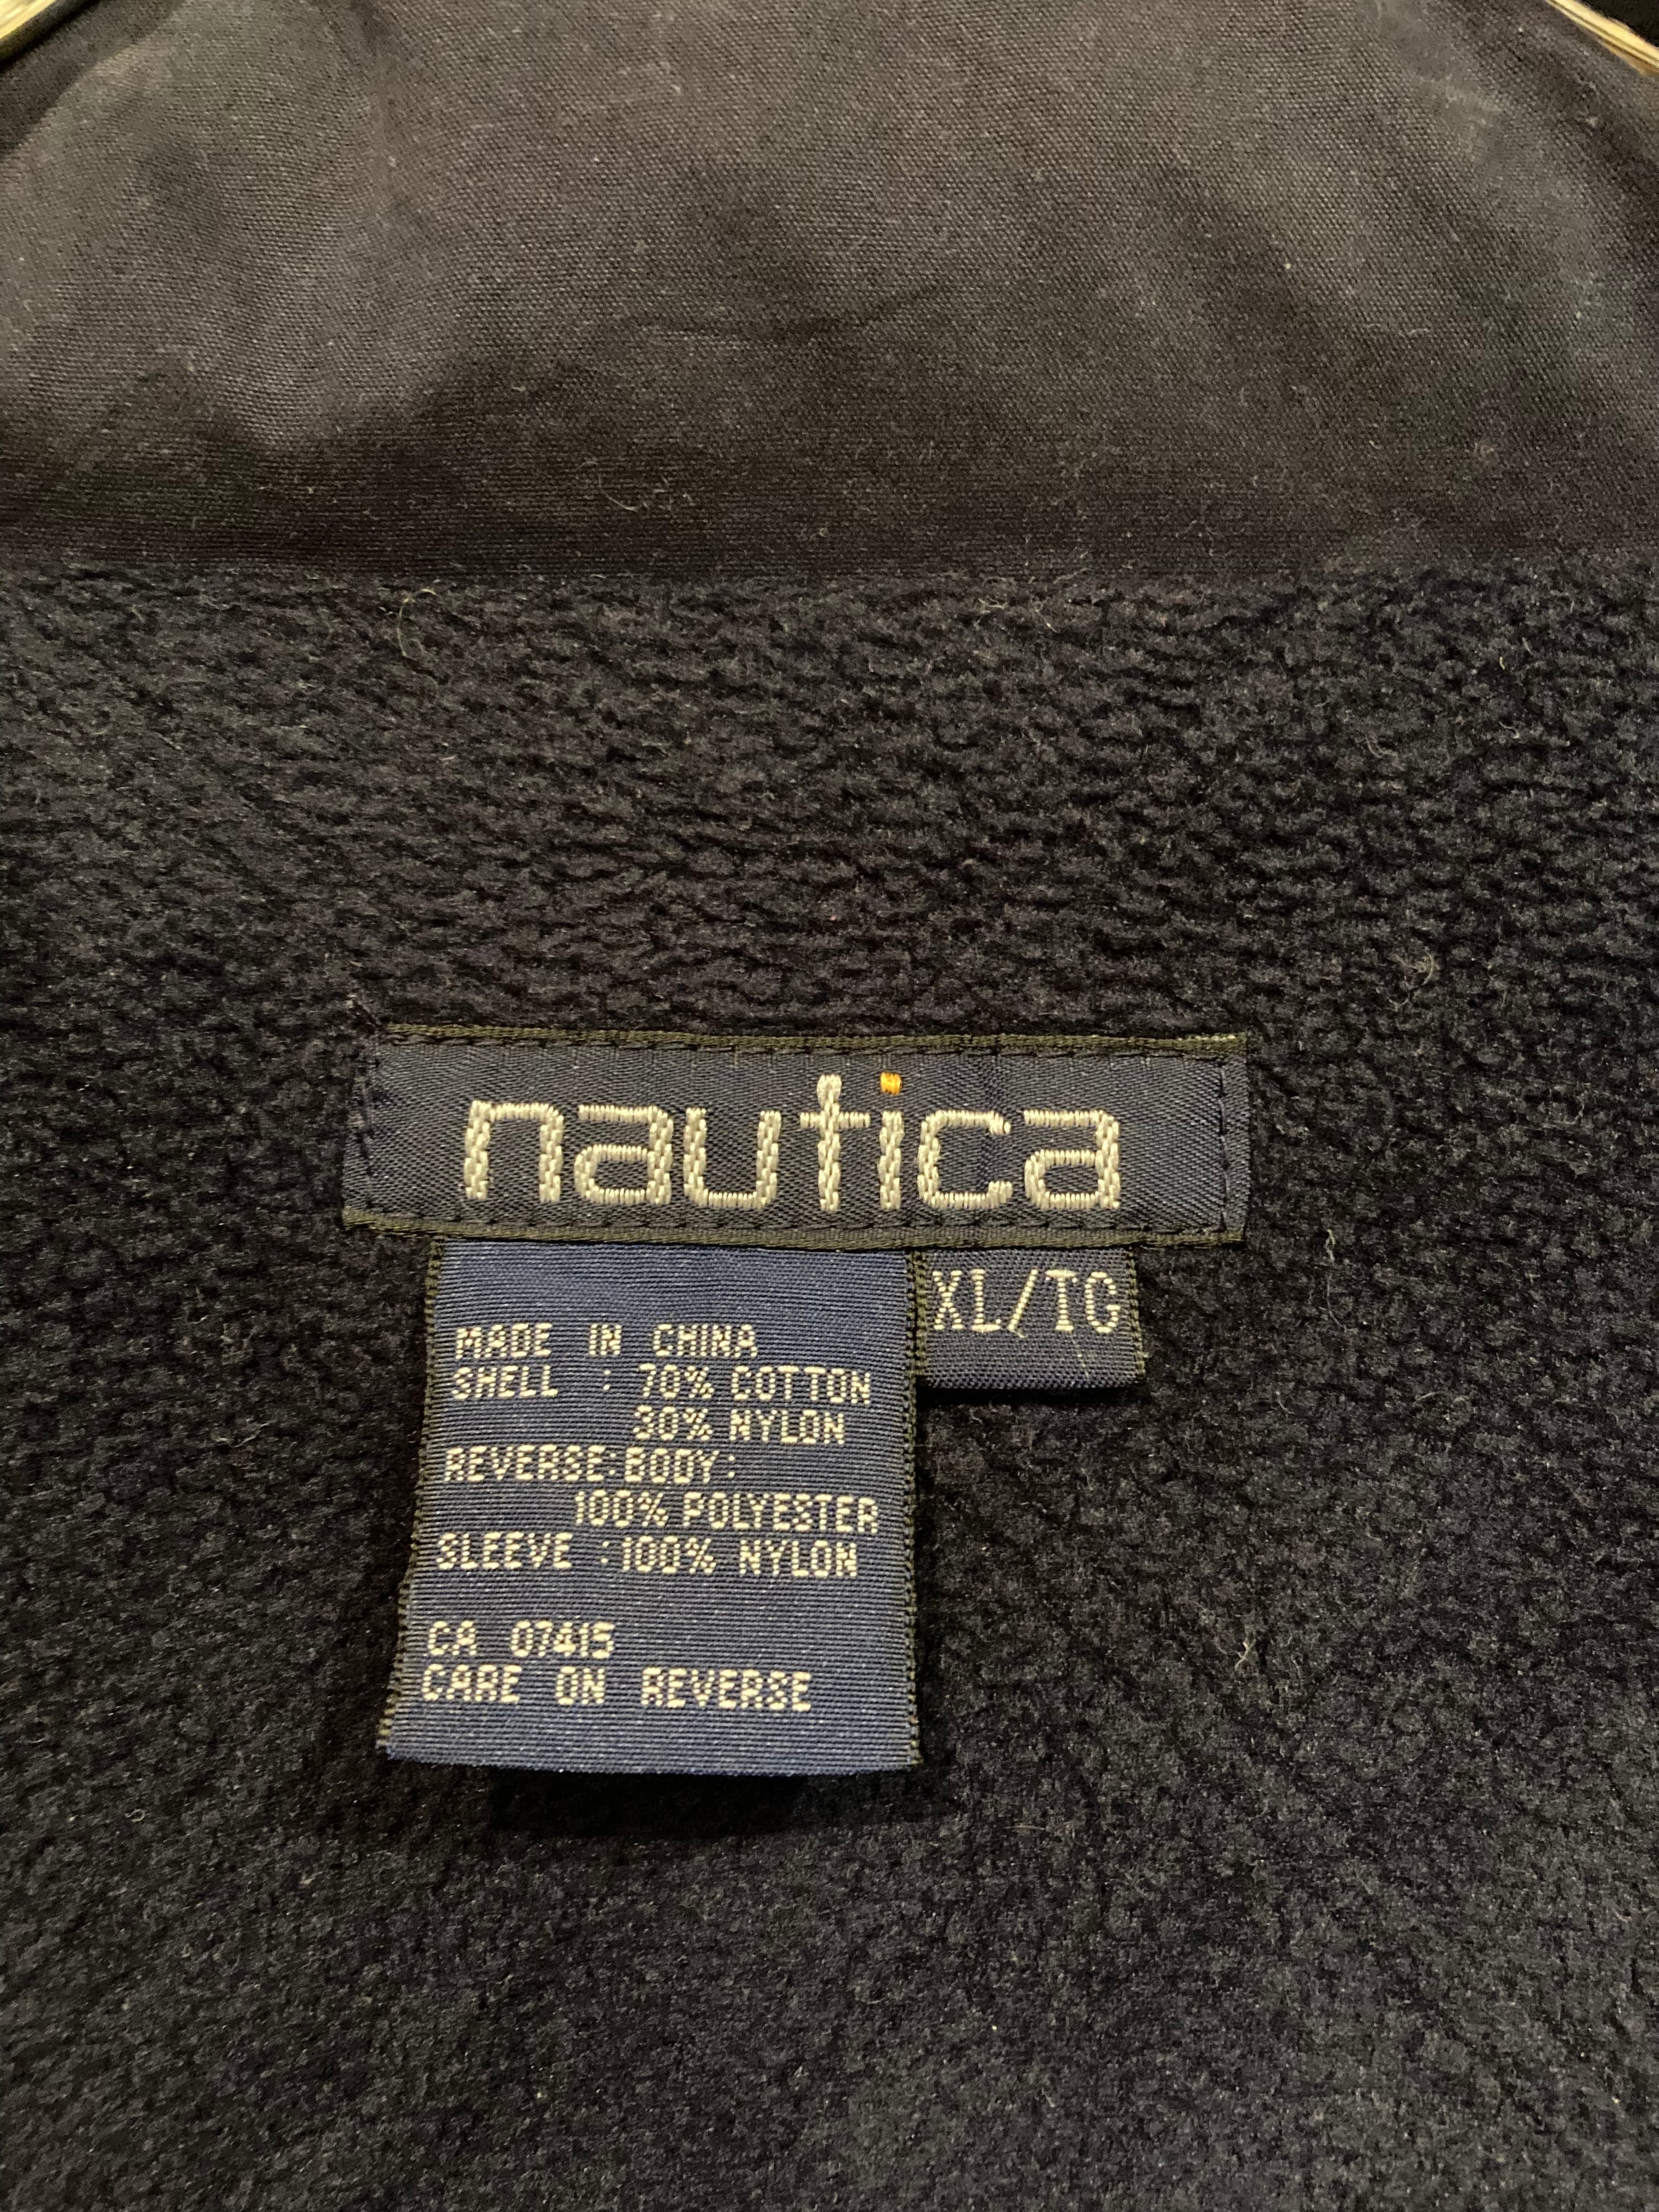 nautica
XL/TG
MADE IN CHINA
SHELL : 70% COTTON
30% NYLON
REVERSE:BODY:
100% POLYESTER
SLEEVE :100% NYLON
CA 07415
CARE ON REVERSE